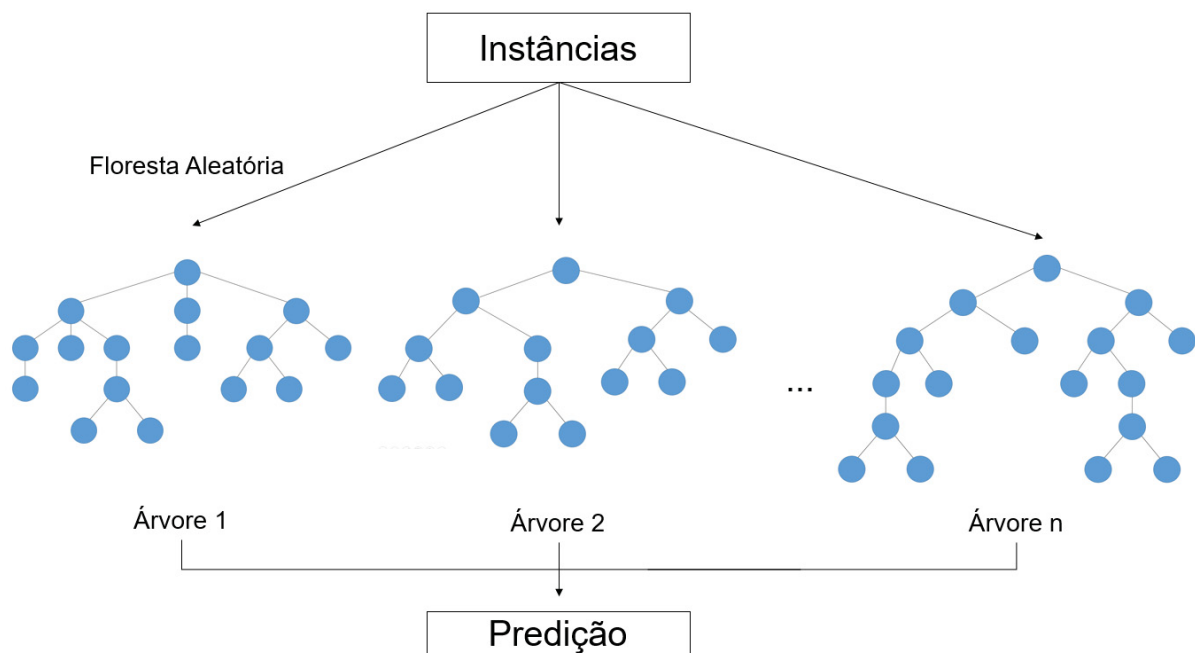 Instâncias
Floresta Aleatória
...
Árvore 1
Árvore 2
Árvore n
Predição